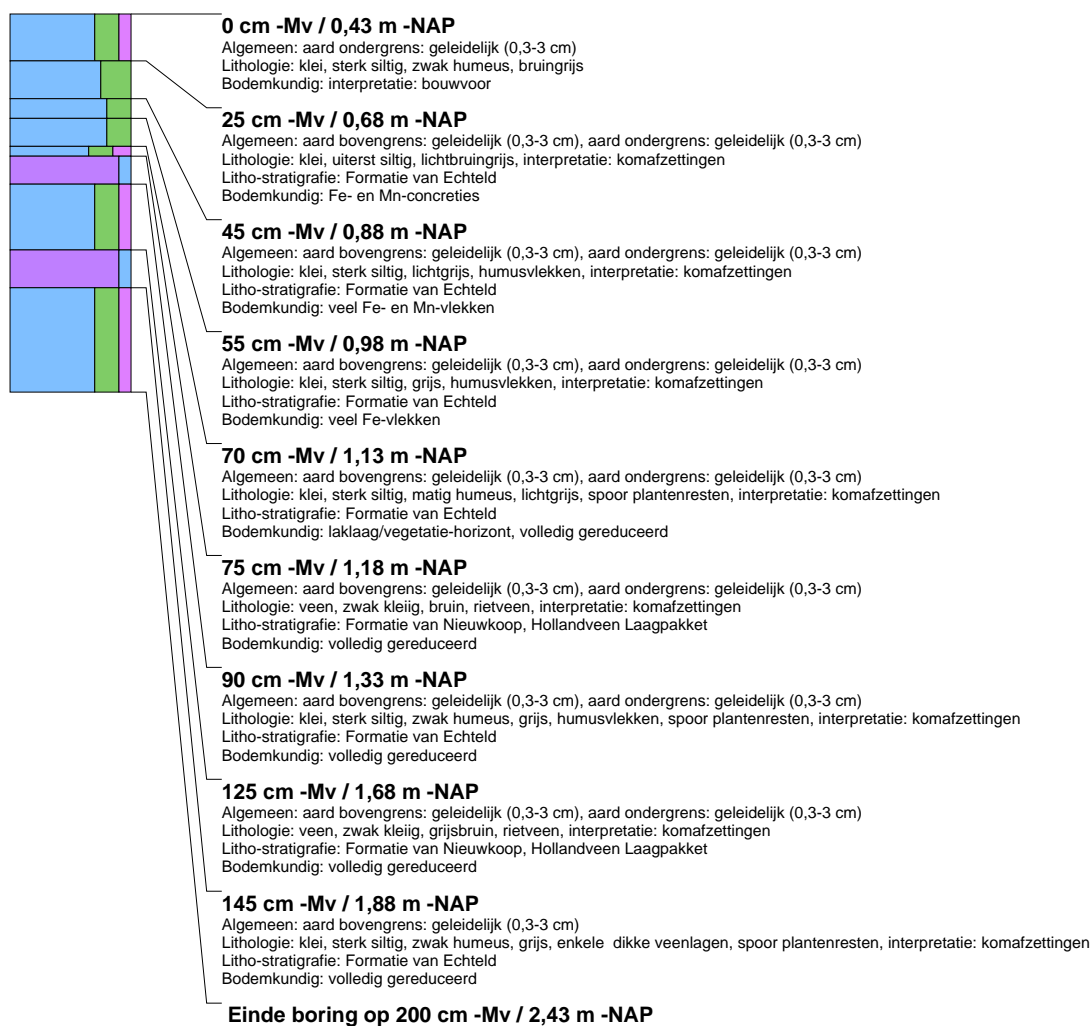 0 cm -Mv / 0,43 m -NAP
Algemeen: aard ondergrens: geleidelijk (0,3-3 cm)
Lithologie: klei, sterk siltig, zwak humeus, bruingrijs
Bodemkundig: interpretatie: bouwvoor
25 cm -Mv / 0,68 m -NAP
Algemeen: aard bovengrens: geleidelijk (0,3-3 cm), aard ondergrens: geleidelijk (0,3-3 cm)
Lithologie: klei, uiterst siltig, lichtbruingrijs, interpretatie: komafzettingen
Litho-stratigrafie: Formatie van Echteld
Bodemkundig: Fe- en Mn-concreties
45 cm -Mv / 0,88 m -NAP
Algemeen: aard bovengrens: geleidelijk (0,3-3 cm), aard ondergrens: geleidelijk (0,3-3 cm)
Lithologie: klei, sterk siltig, lichtgrijs, humusvlekken, interpretatie: komafzettingen
Litho-stratigrafie: Formatie van Echteld
Bodemkundig: veel Fe- en Mn-vlekken
55 cm -Mv / 0,98 m -NAP
Algemeen: aard bovengrens: geleidelijk (0,3-3 cm), aard ondergrens: geleidelijk (0,3-3 cm)
Lithologie: klei, sterk siltig, grijs, humusvlekken, interpretatie: komafzettingen
Litho-stratigrafie: Formatie van Echteld
Bodemkundig: veel Fe-vlekken
70 cm -Mv / 1,13 m -NAP
Algemeen: aard bovengrens: geleidelijk (0,3-3 cm), aard ondergrens: geleidelijk (0,3-3 cm)
Lithologie: klei, sterk siltig, matig humeus, lichtgrijs, spoor plantenresten, interpretatie: komafzettingen
Litho-stratigrafie: Formatie van Echteld
Bodemkundig: laklaag/vegetatie-horizont, volledig gereduceerd
75 cm -Mv / 1,18 m -NAP
Algemeen: aard bovengrens: geleidelijk (0,3-3 cm), aard ondergrens: geleidelijk (0,3-3 cm)
Lithologie: veen, zwak kleiig, bruin, rietveen, interpretatie: komafzettingen
Litho-stratigrafie: Formatie van Nieuwkoop, Hollandveen Laagpakket
Bodemkundig: volledig gereduceerd
90 cm -Mv / 1,33 m -NAP
Algemeen: aard bovengrens: geleidelijk (0,3-3 cm), aard ondergrens: geleidelijk (0,3-3 cm)
Lithologie: klei, sterk siltig, zwak humeus, grijs, humusvlekken, spoor plantenresten, interpretatie: komafzettingen
Litho-stratigrafie: Formatie van Echteld
Bodemkundig: volledig gereduceerd
125 cm -Mv / 1,68 m -NAP
Algemeen: aard bovengrens: geleidelijk (0,3-3 cm), aard ondergrens: geleidelijk (0,3-3 cm)
Lithologie: veen, zwak kleiig, grijsbruin, rietveen, interpretatie: komafzettingen
Litho-stratigrafie: Formatie van Nieuwkoop, Hollandveen Laagpakket
Bodemkundig: volledig gereduceerd
145 cm -Mv / 1,88 m -NAP
Algemeen: aard bovengrens: geleidelijk (0,3-3 cm)
Lithologie: klei, sterk siltig, zwak humeus, grijs, enkele  dikke veenlagen, spoor plantenresten, interpretatie: komafzettingen
Litho-stratigrafie: Formatie van Echteld
Bodemkundig: volledig gereduceerd
Einde boring op 200 cm -Mv / 2,43 m -NAP